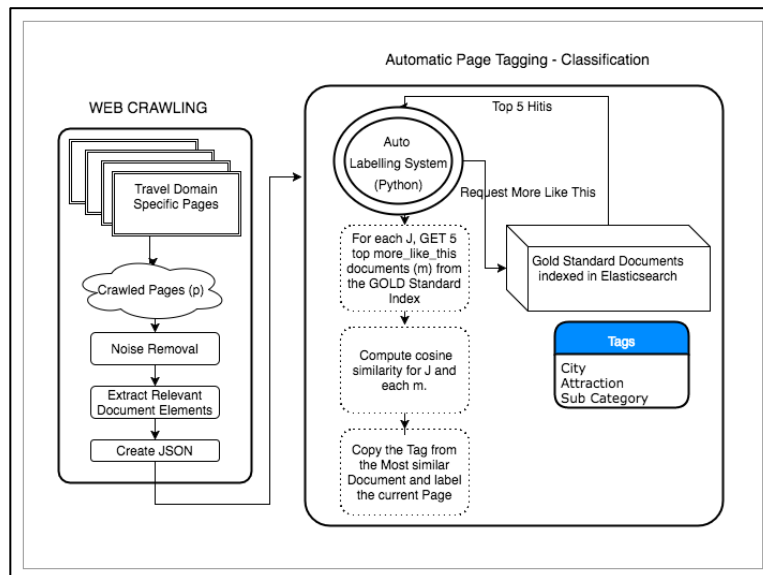 Automatic Page Tagging - Classification
WEB CRAWLING
Travel Domain
Specific Pages
Crawled Pages (p)
Noise Removal
Extract Relevant
Document Elements
Create JSON
Top 5 Hitis
Auto
Labelling System
(Python)
Request More Like This
For each J, GET 5
top more_like_this
documents (m) from
the GOLD Standard
Index
Compute cosine
similarity for J and
each m.
Copy the Tag from
the Most similar
Document and label
the current Page
Gold Standard Documents
indexed in Elasticsearch
Tags
City
Attraction
Sub Category